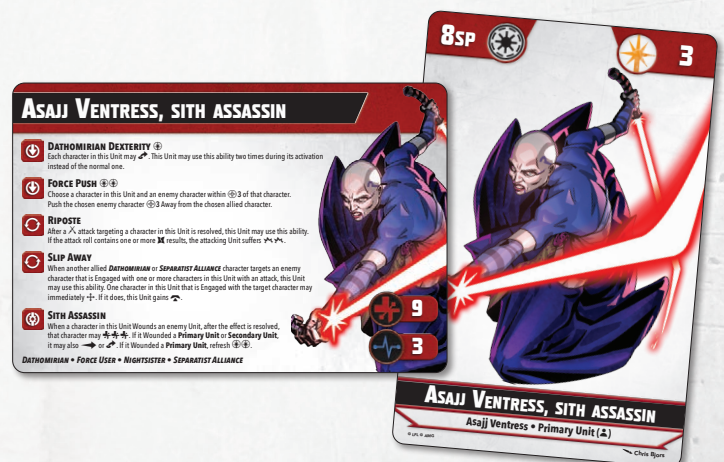 ASAJJ VENTRESS, SITH ASSASSIN
DATHOMIRIAN DEXTERITY
Each character in this Unit may . This Unit may use this ability two times during its activation
instead of the normal one.
FORCE PUSH
Choose a character in this Unit and an enemy character within 3 of that character.
Push the chosen enemy character 3 Away from the chosen allied character.
RIPOSTE
After a attack targeting a character in this Unit is resolved, this Unit may use this ability.
If the attack roll contains one or more results, the attacking Unit suffers .
SLIP AWAY
When another allied DATHOMIRIAN or SEPARATIST ALLIANCE character targets an enemy
character that is Engaged with one or more characters in this Unit with an attack, this Unit
may use this ability. One character in this Unit that is Engaged with the target character may
immediately . If it does, this Unit gains .
SITH ASSASSIN
When a character in this Unit Wounds an enemy Unit, after the effect is resolved,
that character may . If it Wounded a Primary Unit or Secondary Unit,
it may also or . If it Wounded a Primary Unit, refresh .
DATHOMIRIAN • FORCE USER • NIGHTSISTER • SEPARATIST ALLIANCE
9
3
8SP
3
ASAJJ VENTRESS, SITH ASSASSIN
Asajj Ventress • Primary Unit ( )
Chris Bjors